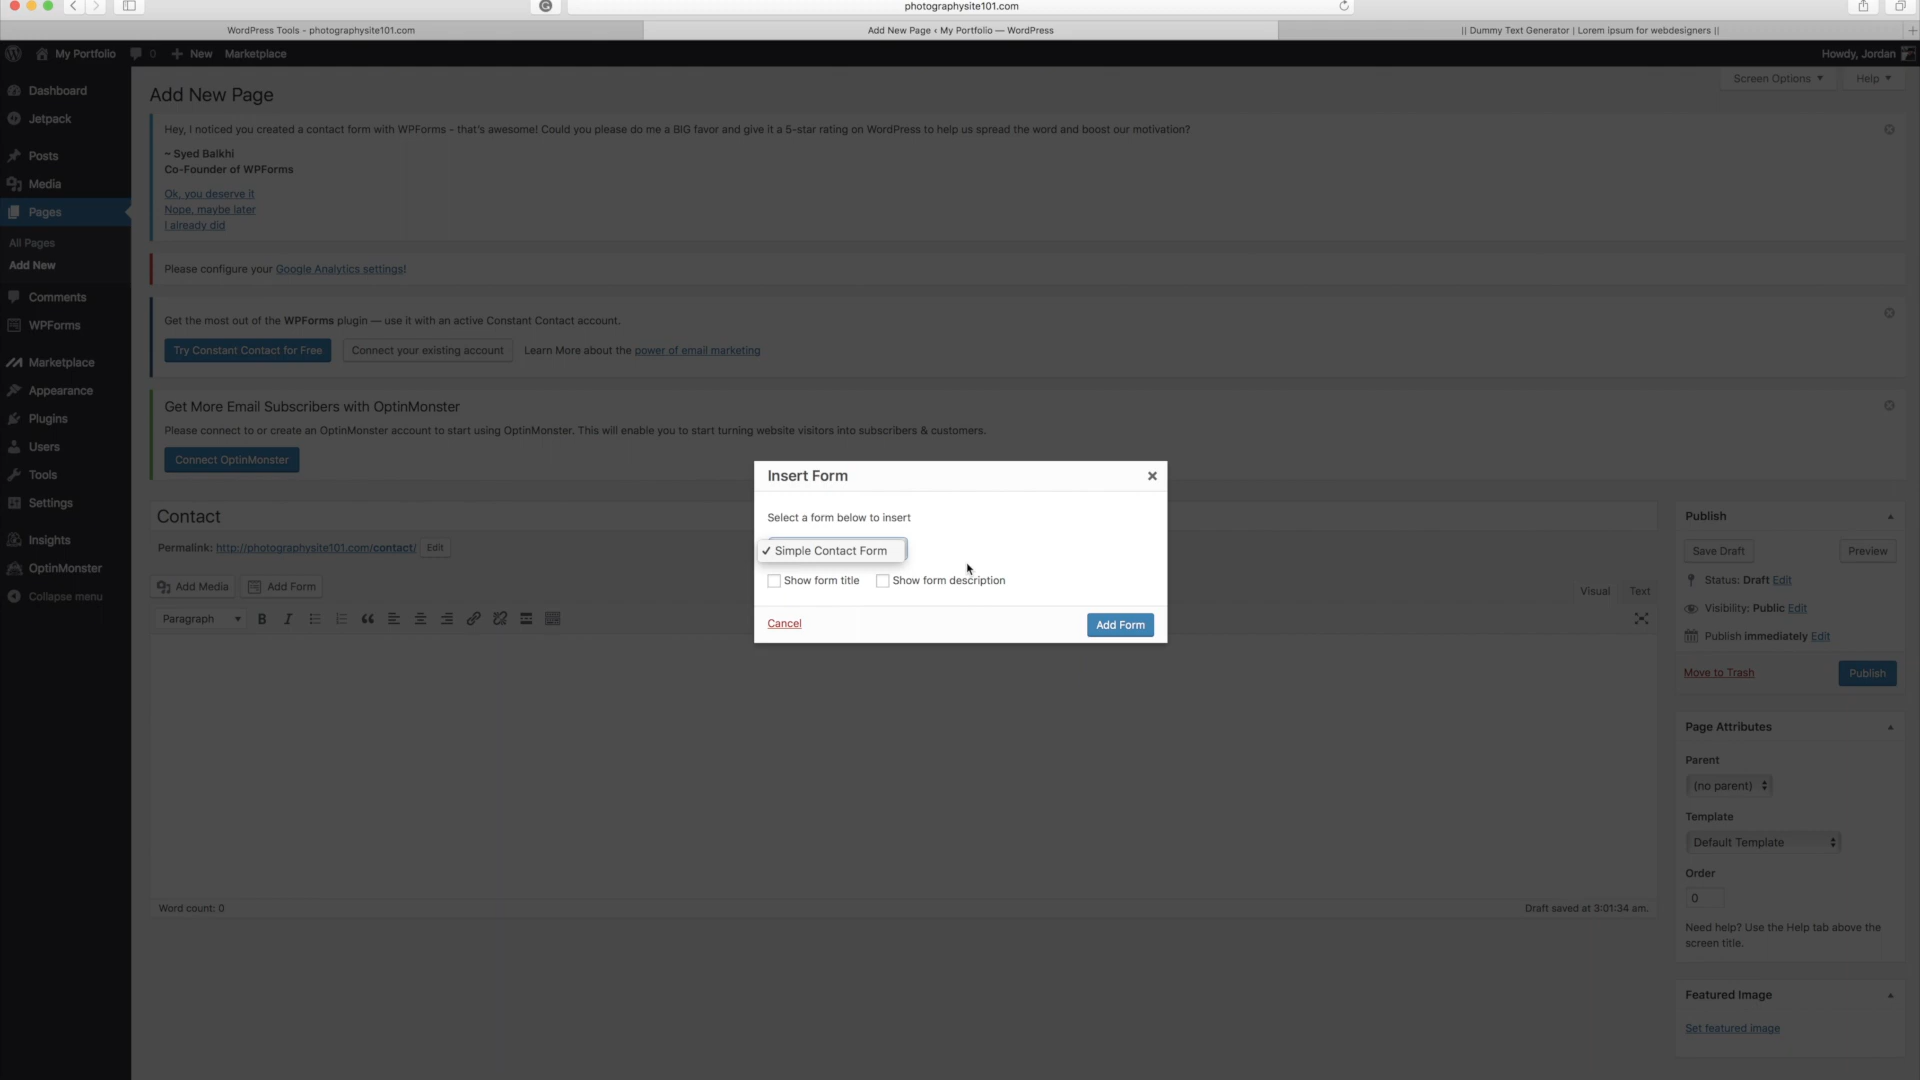 photographysite101.com
WordPress Tools - photographysite101.com
Add New Page ‹ My Portfolio — WordPress
|| Dummy Text Generator | Lorem ipsum for webdesigners ||
My Portfolio
0
New
Marketplace
Howdy, Jordan
Screen Options
Help
Dashboard
Jetpack
Posts
Media
Pages
All Pages
Add New
Comments
WPForms
Marketplace
Appearance
Plugins
Users
Tools
Settings
Insights
OptinMonster
Collapse menu
Add New Page
Hey, I noticed you created a contact form with WPForms - that's awesome! Could you please do me a BIG favor and give it a 5-star rating on WordPress to help us spread the word and boost our motivation?
~ Syed Balkhi
Co-Founder of WPForms
Ok, you deserve it
Nope, maybe later
I already did
Please configure your Google Analytics settings!
Get the most out of the WPForms plugin — use it with an active Constant Contact account.
Try Constant Contact for Free
Connect your existing account
Learn More about the power of email marketing
Get More Email Subscribers with OptinMonster
Please connect to or create an OptinMonster account to start using OptinMonster. This will enable you to start turning website visitors into subscribers & customers.
Connect OptinMonster
Contact
Permalink: http://photographysite101.com/contact/ Edit
Add Media
Add Form
Visual
Text
Paragraph
Word count: 0
Draft saved at 3:01:34 am.
Insert Form
Select a form below to insert
✓ Simple Contact Form
Show form title
Show form description
Cancel
Add Form
Publish
Save Draft
Preview
Status: Draft Edit
Visibility: Public Edit
Publish immediately Edit
Move to Trash
Publish
Page Attributes
Parent
(no parent)
Template
Default Template
Order
0
Need help? Use the Help tab above the
screen title.
Featured Image
Set featured image